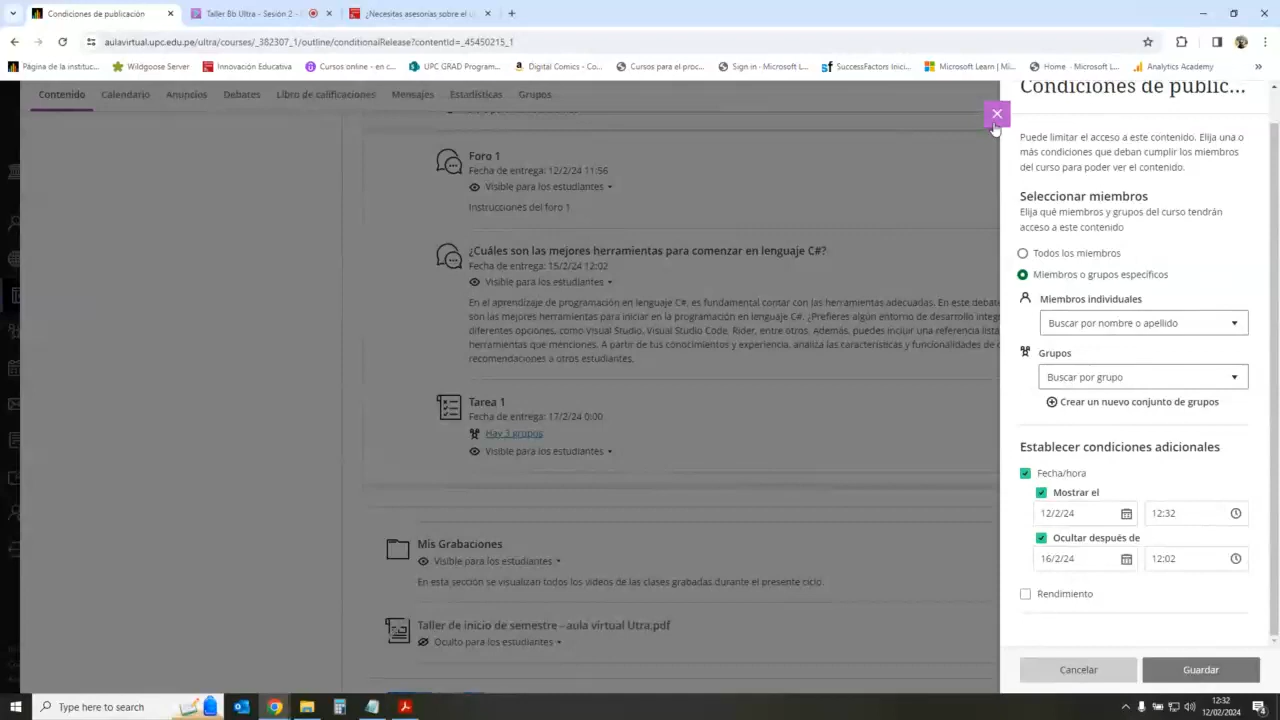 Condiciones de publicación
Taller Bb Ultra - Sesión 2 -
¿Necesitas asesorías sobre el u
aulavirtual.upc.edu.pe/ultra/courses/_382307_1/outline/conditionalRelease?contentId=_45450215_1
Página de la instituc...
Wildgoose Server
Innovación Educativa
Cursos online - en c...
UPC GRAD Program...
Digital Comics - Co...
Cursos para el proc...
Sign in - Microsoft L...
SuccessFactors Inici...
Microsoft Learn | Mi...
Home - Microsoft L...
Analytics Academy
Contenido
Calendario
Anuncios
Debates
Libro de calificaciones
Mensajes
Estadísticas
Grupos
Foro 1
Fecha de entrega: 12/2/24 11:56
Visible para los estudiantes
Instrucciones del foro 1
¿Cuáles son las mejores herramientas para comenzar en lenguaje C#?
Fecha de entrega: 15/2/24 12:02
Visible para los estudiantes
En el aprendizaje de programación en lenguaje C#, es fundamental contar con las herramientas adecuadas. En este debate
son las mejores herramientas para iniciar en la programación en lenguaje C#. ¿Prefieres algún entorno de desarrollo integ
diferentes opciones, como Visual Studio, Visual Studio Code, Rider, entre otros. Además, puedes incluir una referencia lista
herramientas que menciones. A partir de tus conocimientos y experiencia, analiza las características y funcionalidades de
recomendaciones a otros estudiantes.
Tarea 1
Fecha de entrega: 17/2/24 0:00
Hay 3 grupos
Visible para los estudiantes
Mis Grabaciones
Visible para los estudiantes
En esta sección se visualizan todos los videos de las clases grabadas durante el presente ciclo.
Taller de inicio de semestre - aula virtual Utra.pdf
Oculto para los estudiantes
Condiciones de public...
Puede limitar el acceso a este contenido. Elija una o
más condiciones que deban cumplir los miembros
del curso para poder ver el contenido.
Seleccionar miembros
Elija qué miembros y grupos del curso tendrán
acceso a este contenido
Todos los miembros
Miembros o grupos específicos
Miembros individuales
Buscar por nombre o apellido
Grupos
Buscar por grupo
Crear un nuevo conjunto de grupos
Establecer condiciones adicionales
Fecha/hora
Mostrar el
12/2/24 12:32
Ocultar después de
16/2/24 12:02
Rendimiento
Cancelar
Guardar
Type here to search
12:32
12/02/2024